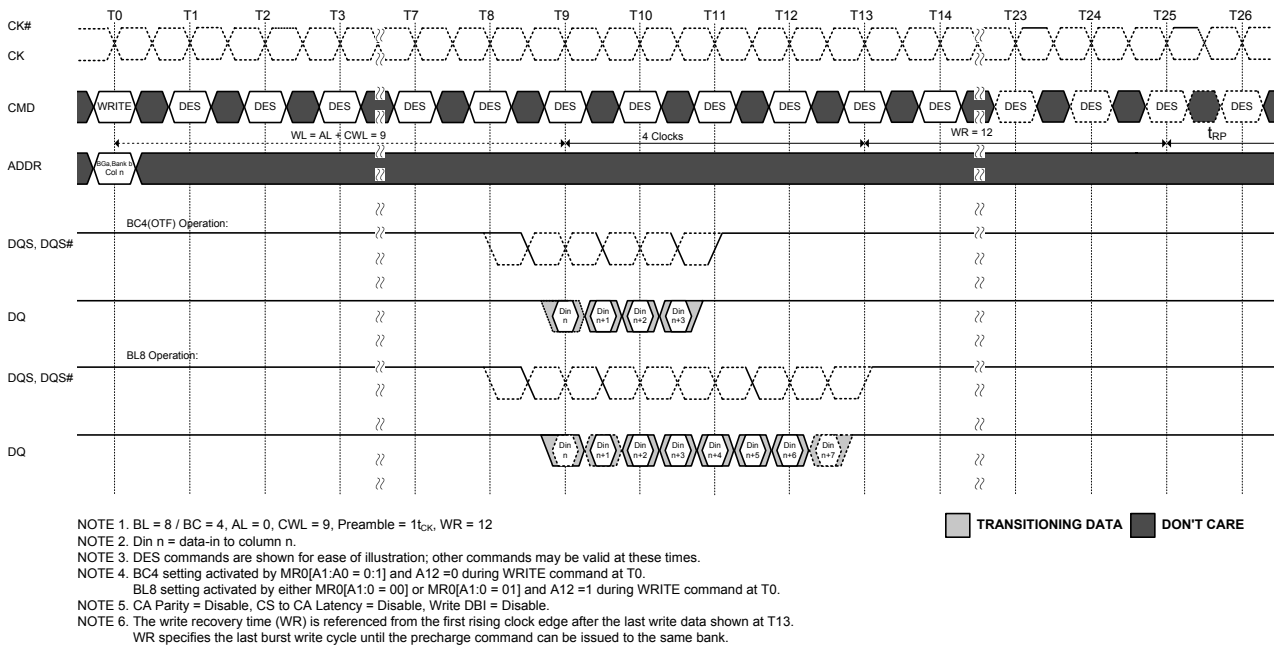 T0 T1 T2 T3 T7 T8 T9 T10 T11 T12 T13 T14 T23 T24 T25 T26
CK#
CK
CMD WRITE DES DES DES DES DES DES DES DES DES DES DES DES DES DES DES
WL = AL + CWL = 9 4 Clocks WR = 12 tRP
ADDR BGa,Bank b
Col n
BC4(OTF) Operation:
DQS, DQS#
DQ Din n Din n+1 Din n+2 Din n+3
BL8 Operation:
DQS, DQS#
DQ Din n Din n+1 Din n+2 Din n+3 Din n+4 Din n+5 Din n+6 Din n+7
NOTE 1. BL = 8 / BC = 4, AL = 0, CWL = 9, Preamble = 1tCK, WR = 12
TRANSITIONING DATA DON'T CARE
NOTE 2. Din n = data-in to column n.
NOTE 3. DES commands are shown for ease of illustration; other commands may be valid at these times.
NOTE 4. BC4 setting activated by MR0[A1:A0 = 0:1] and A12 =0 during WRITE command at T0.
BL8 setting activated by either MR0[A1:0 = 00] or MR0[A1:0 = 01] and A12 =1 during WRITE command at T0.
NOTE 5. CA Parity = Disable, CS to CA Latency = Disable, Write DBI = Disable.
NOTE 6. The write recovery time (WR) is referenced from the first rising clock edge after the last write data shown at T13.
WR specifies the last burst write cycle until the precharge command can be issued to the same bank.